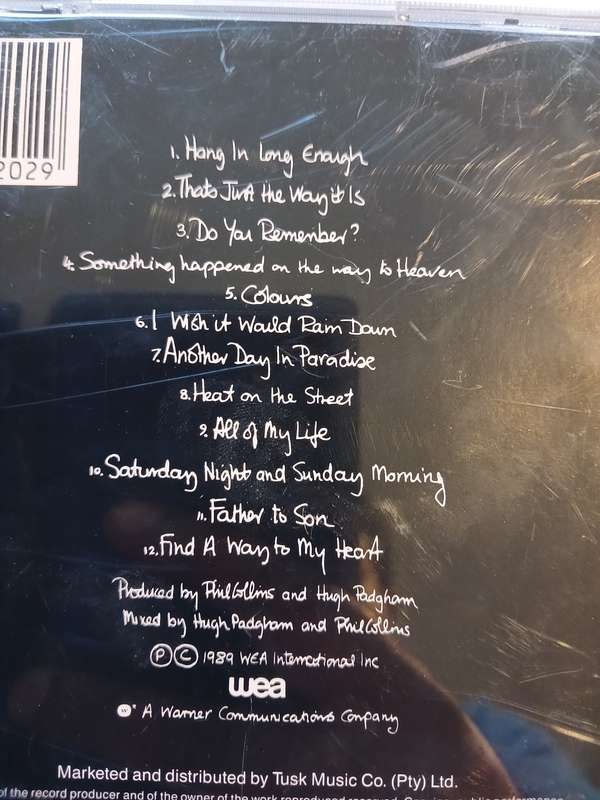 2029
1. Hang In Long Enough
2. Thats Just the Way it Is
3. Do You Remember?
4. Something happened on the way to Heaven
5. Colours
6. I Wish it Would Rain Down
7. Another Day In Paradise
8. Heat on the Street
9. All of My Life
10. Saturday Night and Sunday Morning
11. Father to Son
12. Find A Way to My Heart
Produced by Phil Collins and Hugh Padgham
Mixed by Hugh Padgham and Phil Collins
Ⓟ Ⓒ 1989 WEA International Inc
wea
A Warner Communications Company
Marketed and distributed by Tusk Music Co. (Pty) Ltd.
of the record producer and of the owner of the work reproduced reserved.